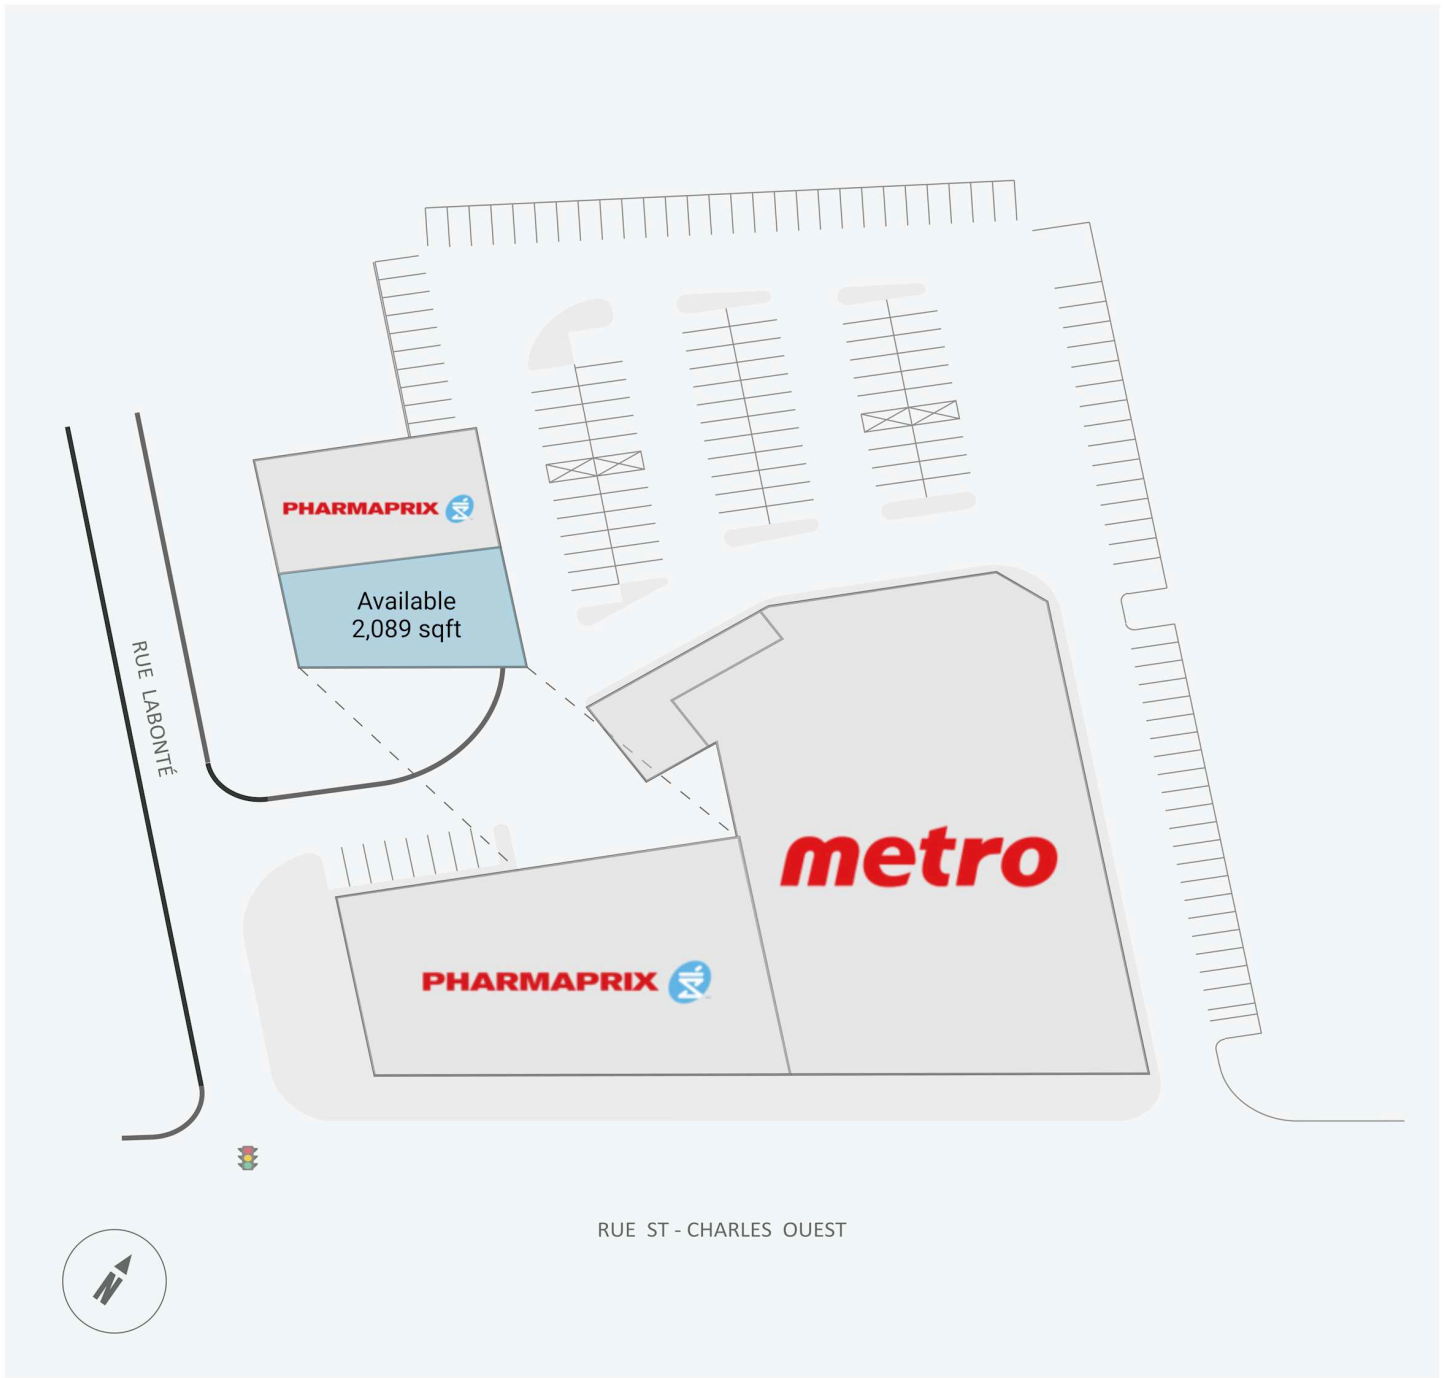 PHARMAPRIX
Available
2,089 sqft
RUE LABONTÉ
metro
PHARMAPRIX
RUE ST - CHARLES OUEST
N